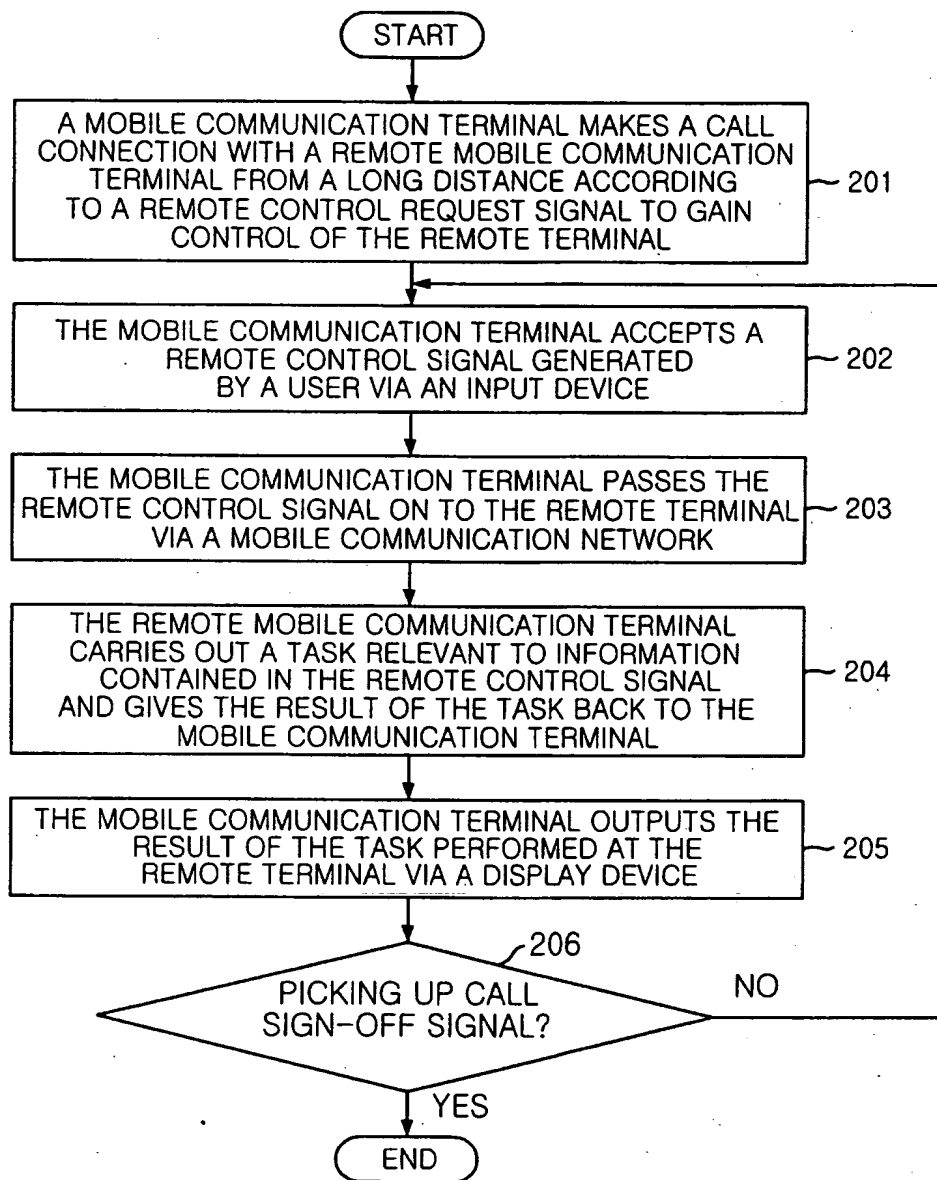 START
A MOBILE COMMUNICATION TERMINAL MAKES A CALL
CONNECTION WITH A REMOTE MOBILE COMMUNICATION
TERMINAL FROM A LONG DISTANCE ACCORDING
TO A REMOTE CONTROL REQUEST SIGNAL TO GAIN
CONTROL OF THE REMOTE TERMINAL
201
THE MOBILE COMMUNICATION TERMINAL ACCEPTS A
REMOTE CONTROL SIGNAL GENERATED
BY A USER VIA AN INPUT DEVICE
202
THE MOBILE COMMUNICATION TERMINAL PASSES THE
REMOTE CONTROL SIGNAL ON TO THE REMOTE TERMINAL
VIA A MOBILE COMMUNICATION NETWORK
203
THE REMOTE MOBILE COMMUNICATION TERMINAL
CARRIES OUT A TASK RELEVANT TO INFORMATION
CONTAINED IN THE REMOTE CONTROL SIGNAL
AND GIVES THE RESULT OF THE TASK BACK TO THE
MOBILE COMMUNICATION TERMINAL
204
THE MOBILE COMMUNICATION TERMINAL OUTPUTS THE
RESULT OF THE TASK PERFORMED AT THE
REMOTE TERMINAL VIA A DISPLAY DEVICE
205
206
PICKING UP CALL
SIGN-OFF SIGNAL?
NO
YES
END